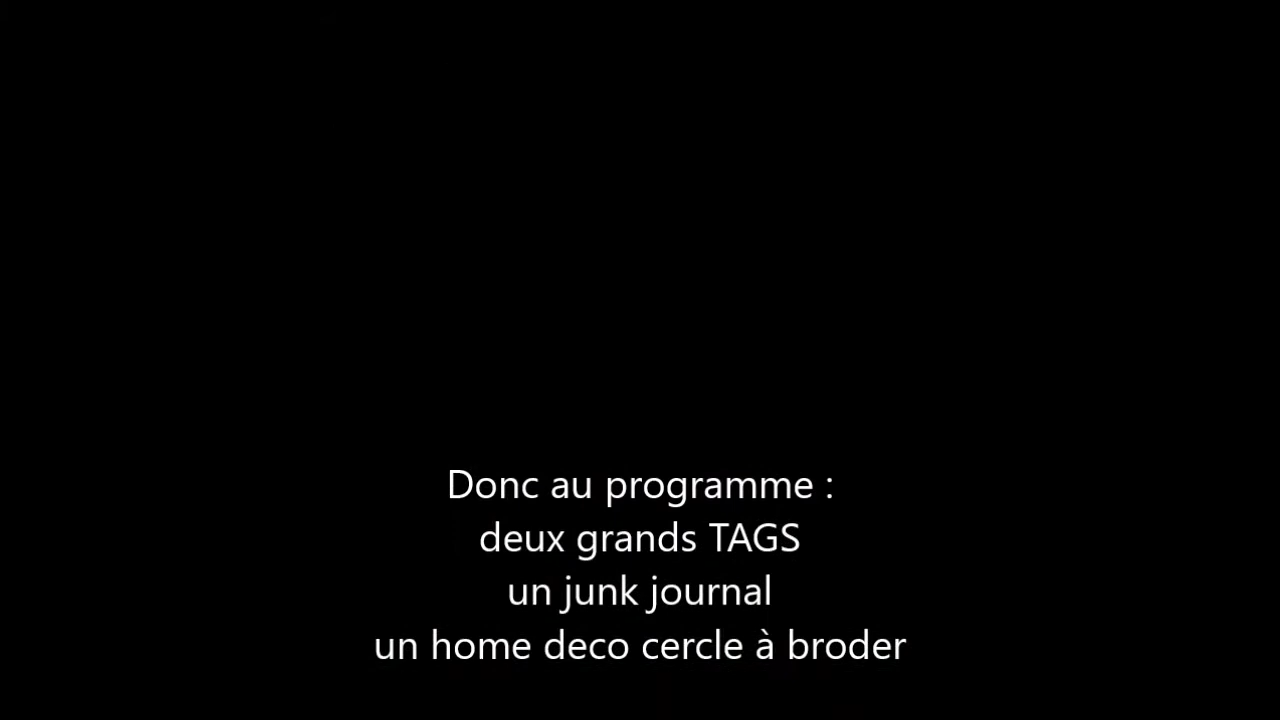 Donc au programme :
deux grands TAGS
un junk journal
un home deco cercle à broder